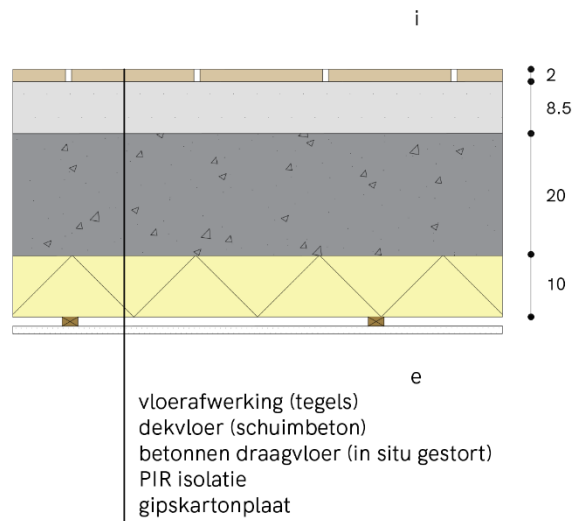 i
2
8.5
20
10
e
vloerafwerking (tegels)
dekvloer (schuimbeton)
betonnen draagvloer (in situ gestort)
PIR isolatie
gipskartonplaat